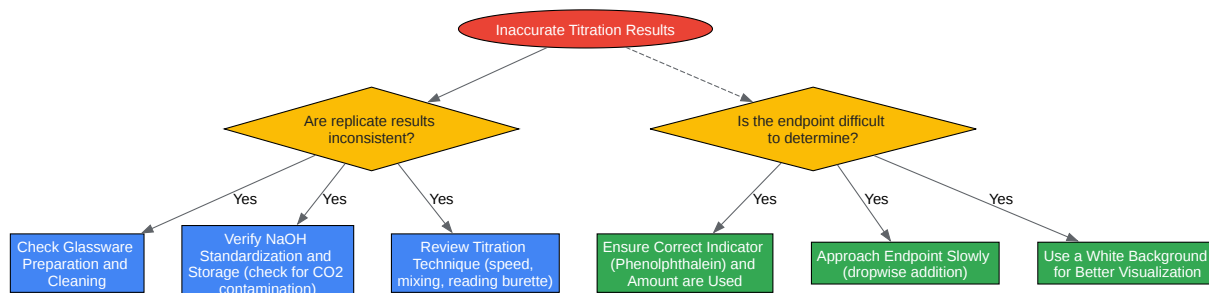 Inaccurate Titration Results
Are replicate results
inconsistent?
Is the endpoint difficult
to determine?
Yes
Yes
Yes
Yes
Yes
Yes
Check Glassware
Preparation and
Cleaning
Verify NaOH
Standardization and
Storage (check for CO2
contamination)
Review Titration
Technique (speed,
mixing, reading burette)
Ensure Correct Indicator
(Phenolphthalein) and
Amount are Used
Approach Endpoint Slowly
(dropwise addition)
Use a White Background
for Better Visualization